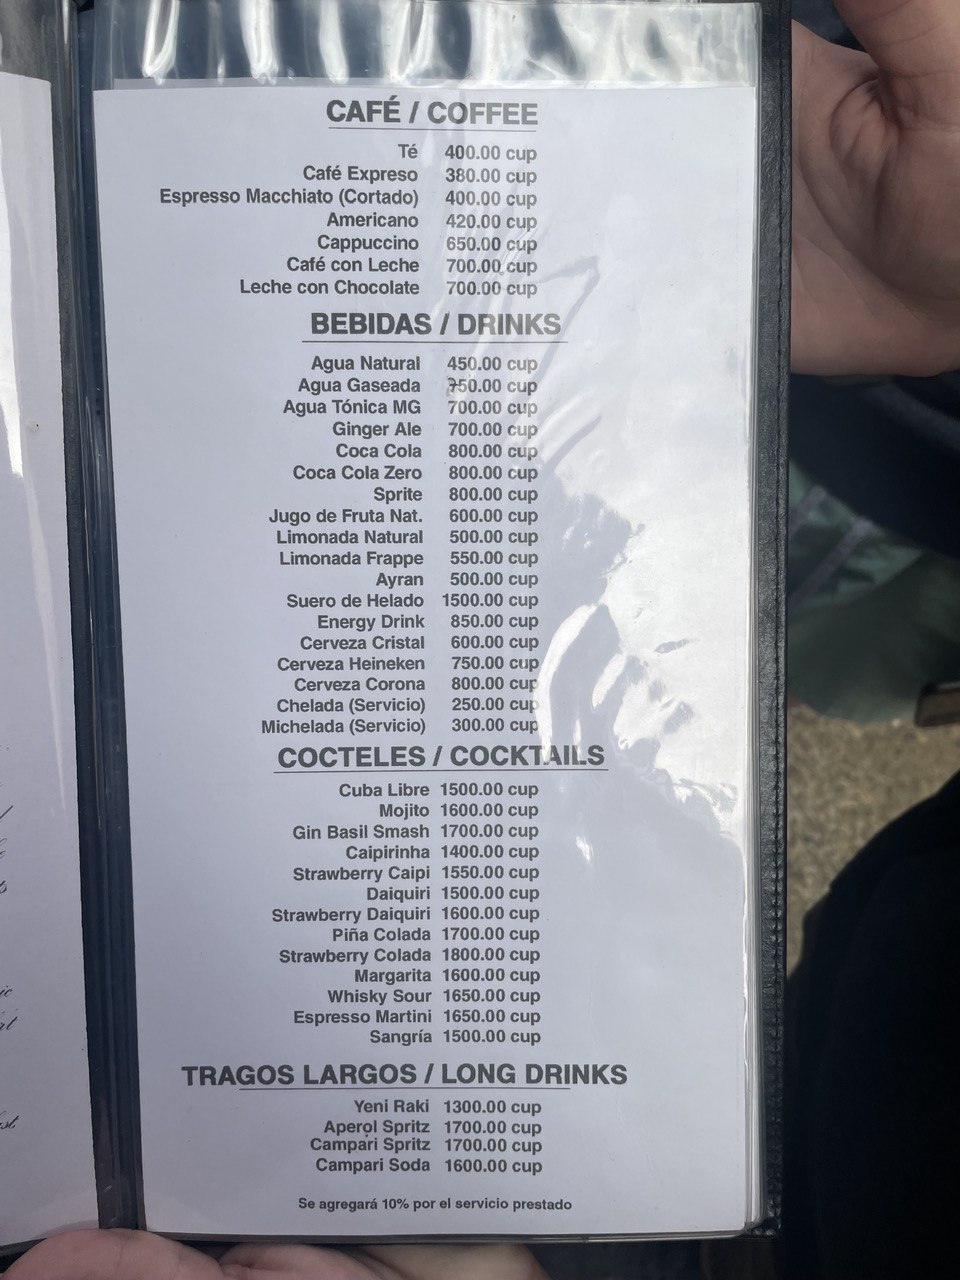 CAFÉ / COFFEE
Té 400.00 cup
Café Expreso 380.00 cup
Espresso Macchiato (Cortado) 400.00 cup
Americano 420.00 cup
Cappuccino 650.00 cup
Café con Leche 700.00 cup
Leche con Chocolate 700.00 cup
BEBIDAS / DRINKS
Agua Natural 450.00 cup
Agua Gaseada cup
Agua Tónica MG 700.00 cup
Ginger Ale 700.00 cup
Coca Cola 800.00 cup
Coca Cola Zero 800.00 cup
Sprite 800.00 cup
Jugo de Fruta Nat. 600.00 cup
Limonada Natural 500.00 cup
Limonada Frappe 550.00 cup
Ayran 500.00 cup
Suero de Helado 1500.00 cup
Energy Drink 850.00 cup
Cerveza Cristal 600.00 cup
Cerveza Heineken 750.00 cup
Cerveza Corona 800.00 cup
Chelada (Servicio) 250.00 cup
Michelada (Servicio) 300.00 cup
COCTELES / COCKTAILS
Cuba Libre 1500.00 cup
Mojito 1600.00 cup
Gin Basil Smash 1700.00 cup
Caipirinha 1400.00 cup
Strawberry Caipi 1550.00 cup
Daiquiri 1500.00 cup
Strawberry Daiquiri 1600.00 cup
Piña Colada 1700.00 cup
Strawberry Colada 1800.00 cup
Margarita 1600.00 cup
Whisky Sour 1650.00 cup
Espresso Martini 1650.00 cup
Sangría 1500.00 cup
TRAGOS LARGOS / LONG DRINKS
Yeni Raki 1300.00 cup
Aperol Spritz 1700.00 cup
Campari Spritz 1700.00 cup
Campari Soda 1600.00 cup
Se agregará 10% por el servicio prestado